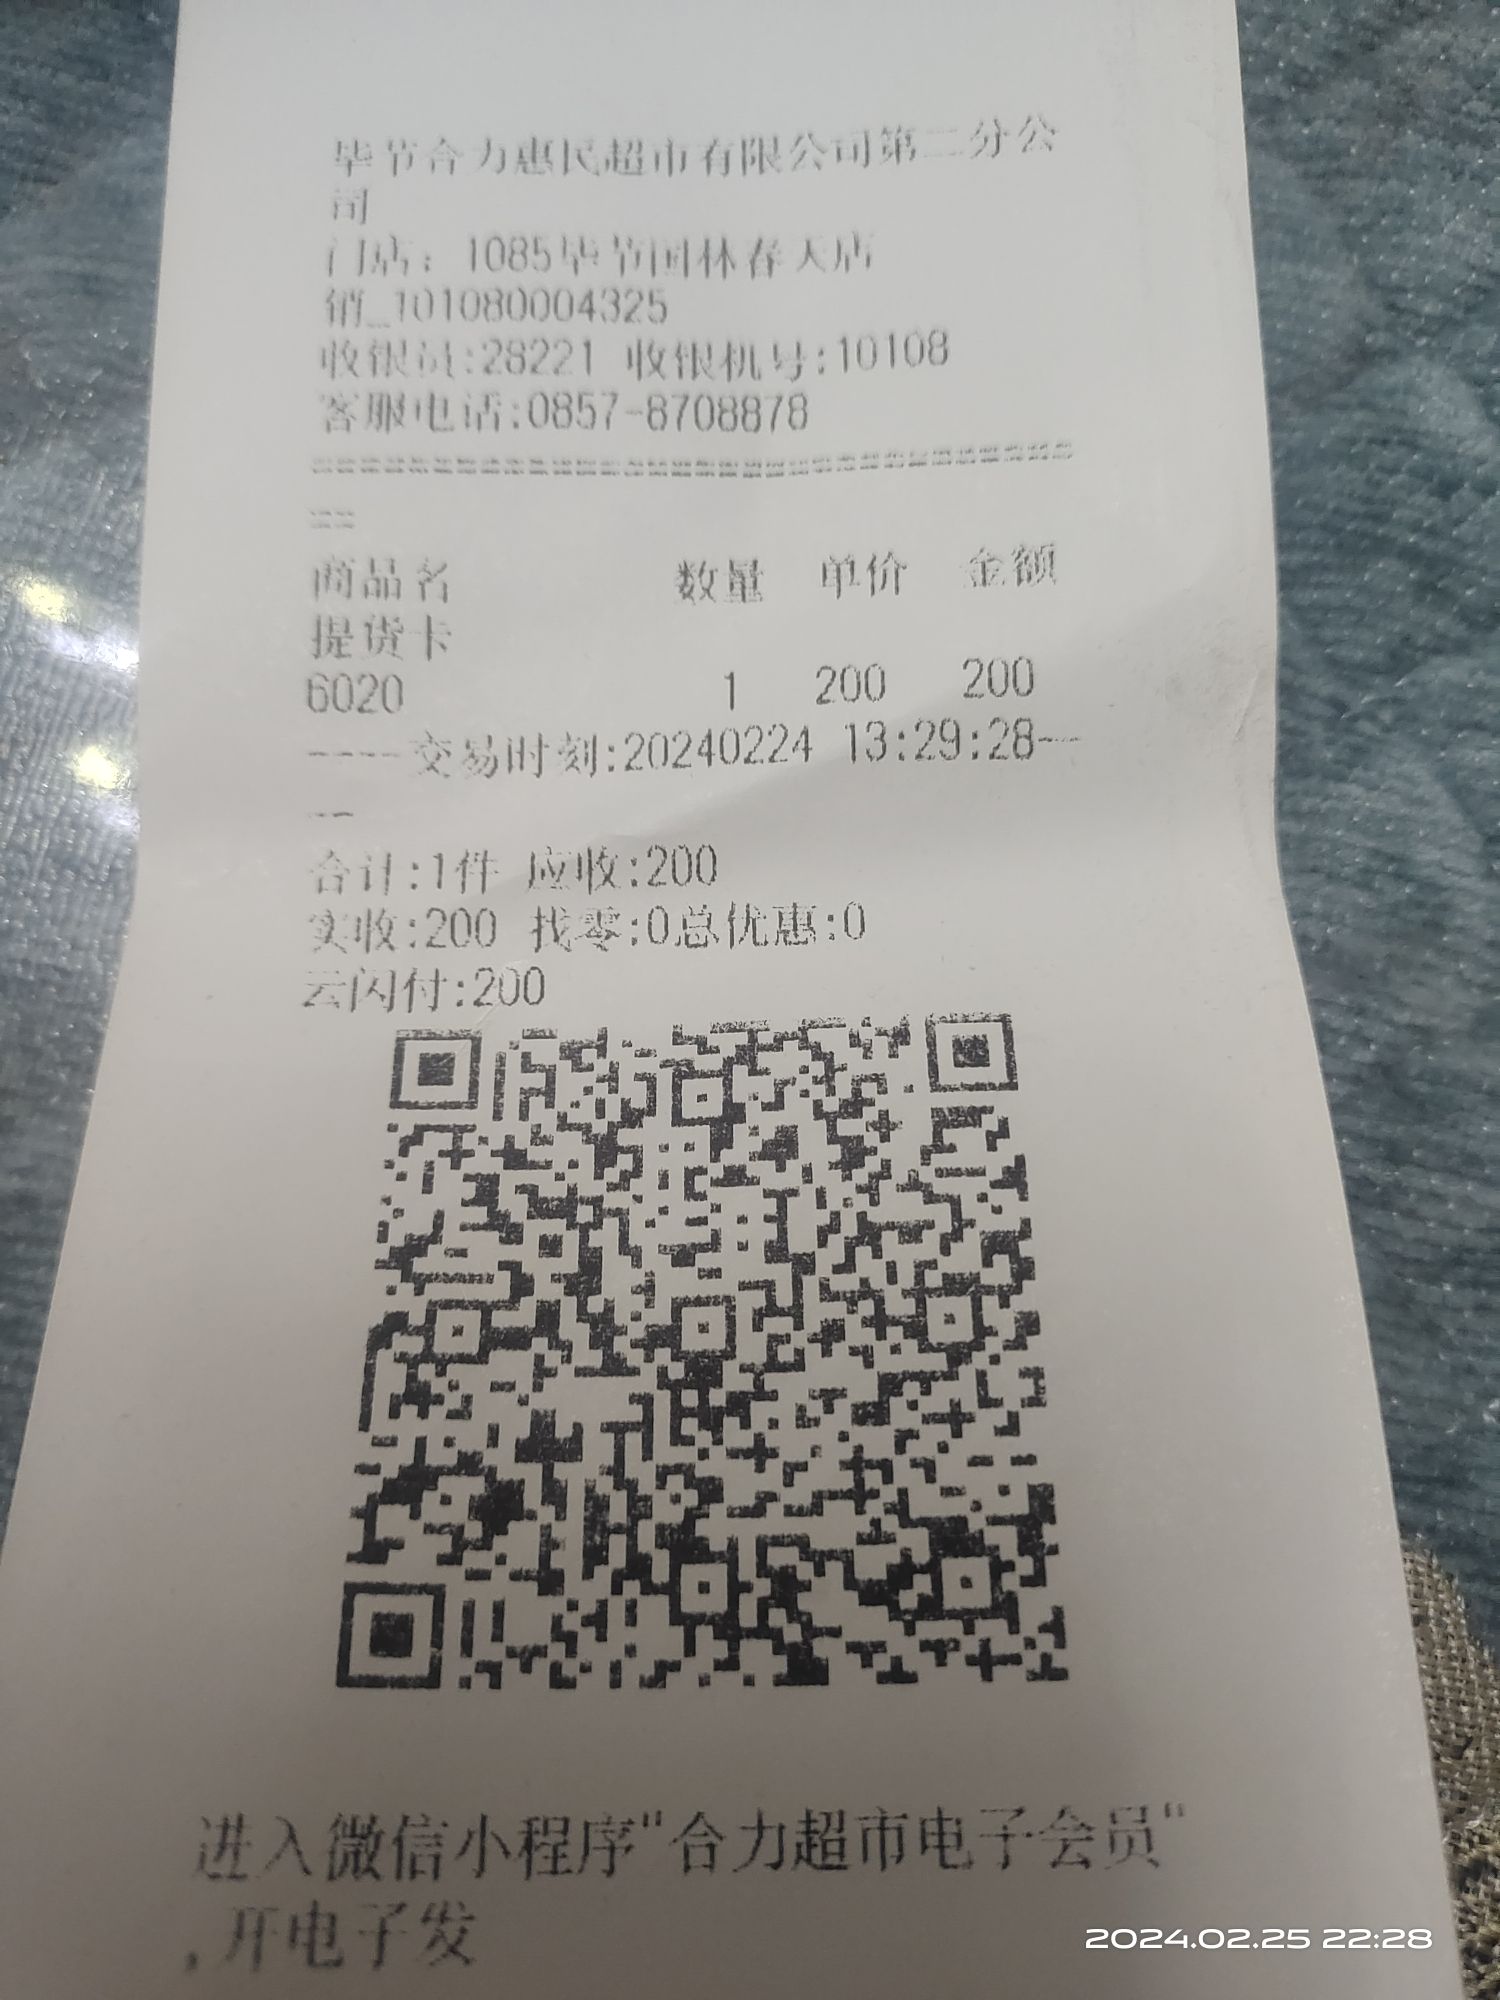 毕节合力惠民超市有限公司第二分公
司
门店：1085毕节园林春天店
销_101080004325
收银员:28221 收银机号:10108
客服电话:0857-8708878
================================
==
商品名 数量 单价 金额
提货卡
6020 1 200 200
----交易时刻:20240224 13:29:28--
--
合计:1件 应收:200
实收:200 找零:0总优惠:0
云闪付:200
进入微信小程序"合力超市电子会员"
,开电子发
2024.02.25 22:28